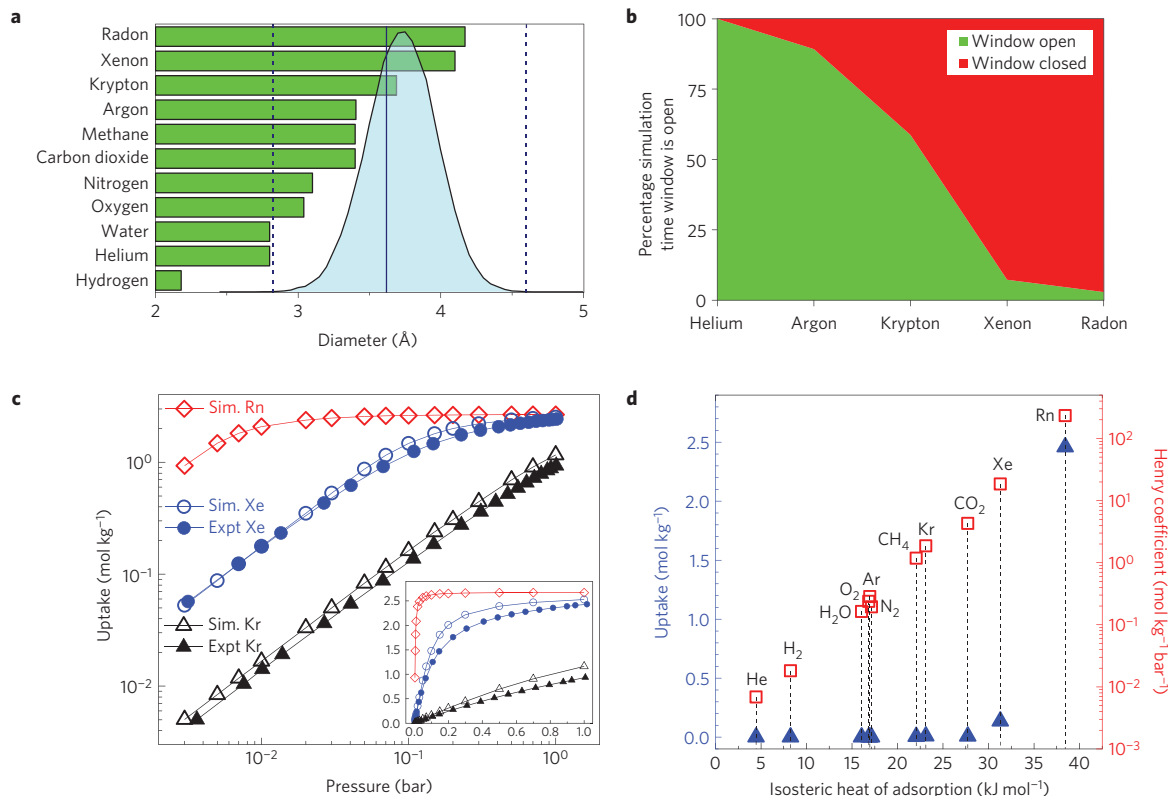 a
Radon
Xenon
Krypton
Argon
Methane
Carbon dioxide
Nitrogen
Oxygen
Water
Helium
Hydrogen
2
3
4
5
Diameter (Å)
b
100
75
50
25
0
Percentage simulation
time window is open
Window open
Window closed
Helium
Argon
Krypton
Xenon
Radon
c
Sim. Rn
Sim. Xe
Expt Xe
Sim. Kr
Expt Kr
10⁰
10⁻¹
10⁻²
Uptake (mol kg⁻¹)
10⁻²
10⁻¹
10⁰
Pressure (bar)
2.5
2.0
1.5
1.0
0.5
0.0
0.0
0.2
0.4
0.6
0.8
1.0
d
2.5
2.0
1.5
1.0
0.5
0.0
Uptake (mol kg⁻¹)
He
H₂
H₂O
O₂
Ar
N₂
CH₄
Kr
CO₂
Xe
Rn
10²
10¹
10⁰
10⁻¹
10⁻²
10⁻³
Henry coefficient (mol kg⁻¹ bar⁻¹)
0
5
10
15
20
25
30
35
40
Isosteric heat of adsorption (kJ mol⁻¹)